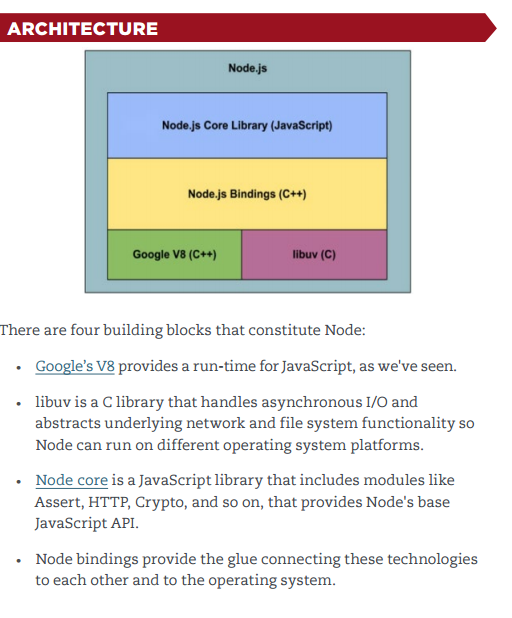 ARCHITECTURE
Node.js
Node.js Core Library (JavaScript)
Node.js Bindings (C++)
Google V8 (C++)
libuv (C)
There are four building blocks that constitute Node:
• Google's V8 provides a run-time for JavaScript, as we've seen.
• libuv is a C library that handles asynchronous I/O and
abstracts underlying network and file system functionality so
Node can run on different operating system platforms.
• Node core is a JavaScript library that includes modules like
Assert, HTTP, Crypto, and so on, that provides Node's base
JavaScript API.
• Node bindings provide the glue connecting these technologies
to each other and to the operating system.